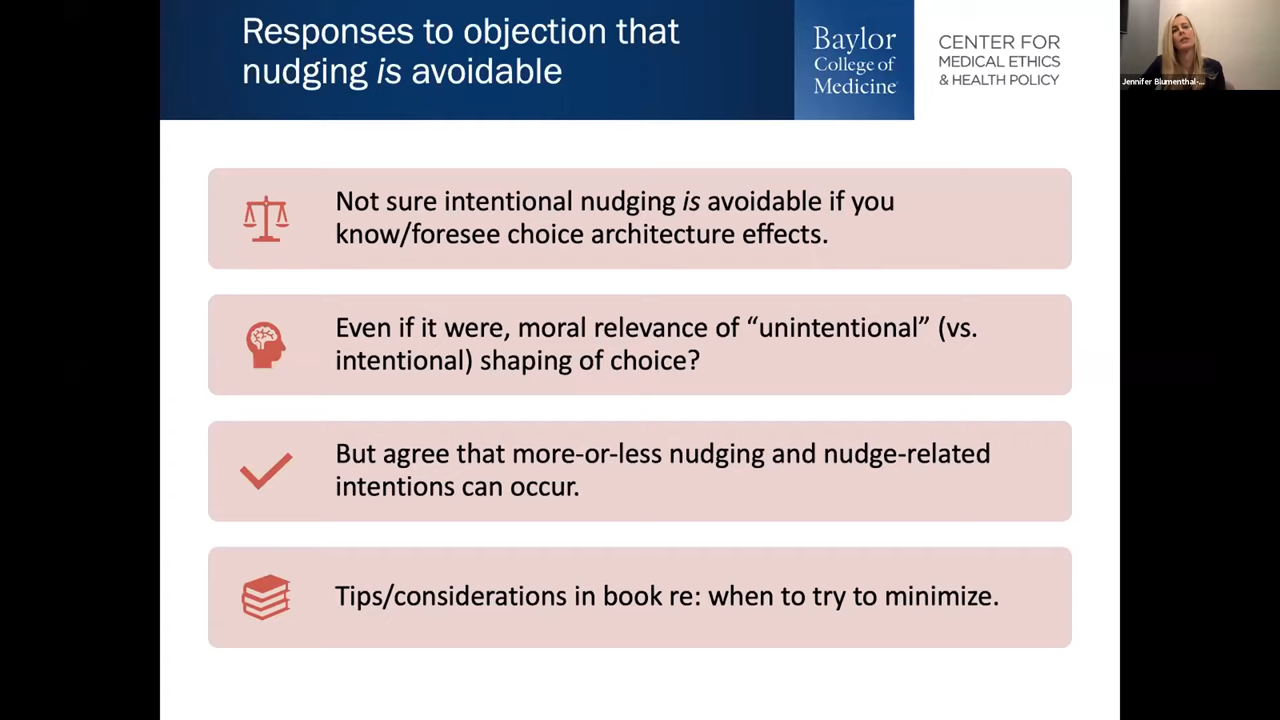 Responses to objection that
nudging is avoidable
Baylor
College of
Medicine
CENTER FOR
MEDICAL ETHICS
& HEALTH POLICY
Jennifer Blumenthal-...
Not sure intentional nudging is avoidable if you
know/foresee choice architecture effects.
Even if it were, moral relevance of “unintentional” (vs.
intentional) shaping of choice?
But agree that more-or-less nudging and nudge-related
intentions can occur.
Tips/considerations in book re: when to try to minimize.